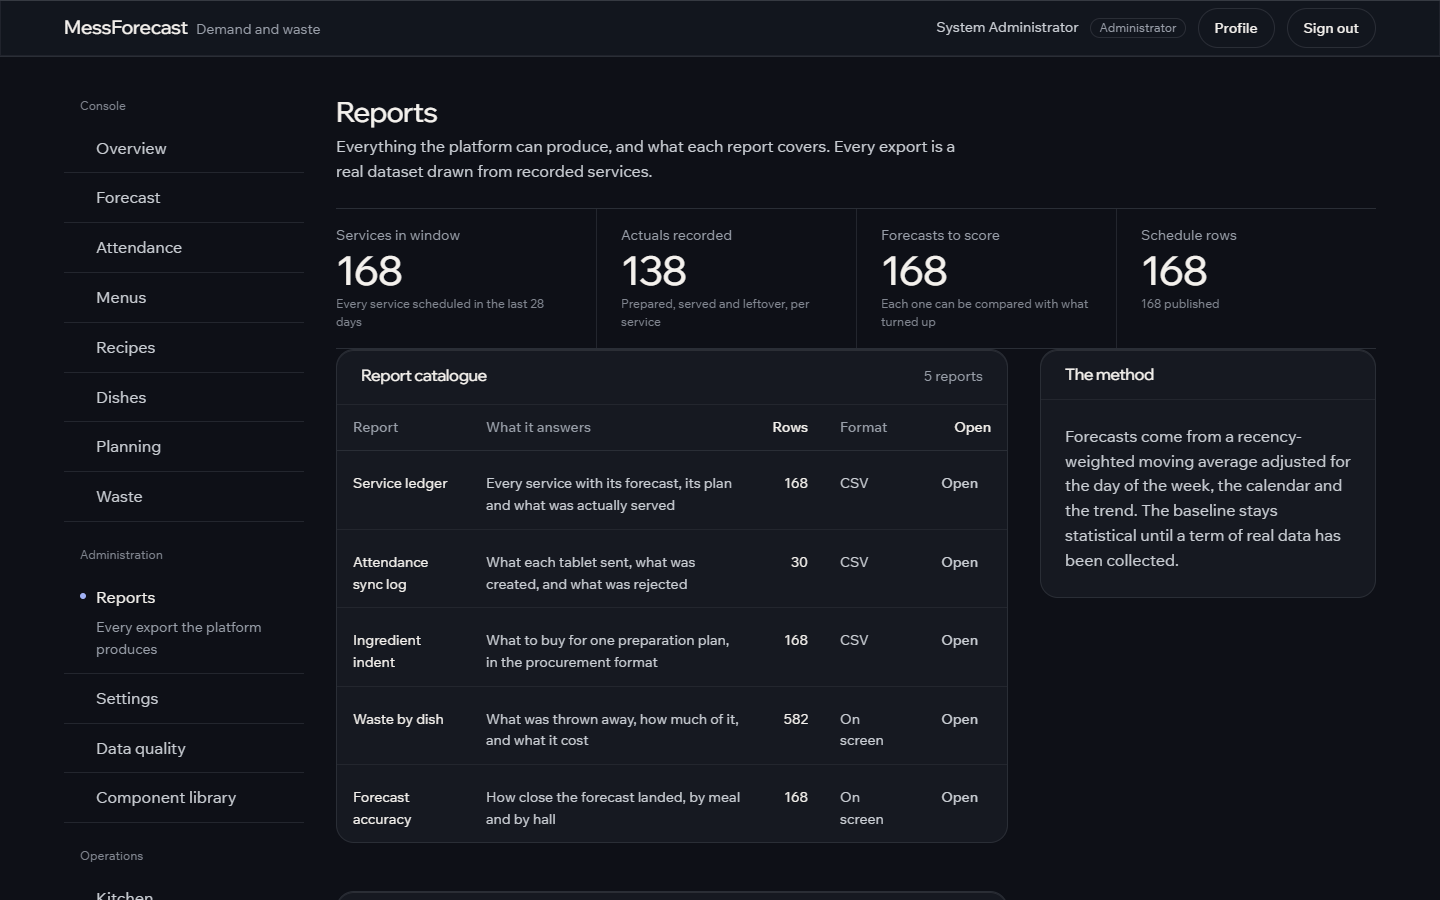 MessForecast Demand and waste
System Administrator Administrator Profile Sign out
Console
Overview
Forecast
Attendance
Menus
Recipes
Dishes
Planning
Waste
Administration
Reports
Every export the platform
produces
Settings
Data quality
Component library
Operations
Kitchen
Reports
Everything the platform can produce, and what each report covers. Every export is a
real dataset drawn from recorded services.
Services in window
168
Every service scheduled in the last 28
days
Actuals recorded
138
Prepared, served and leftover, per
service
Forecasts to score
168
Each one can be compared with what
turned up
Schedule rows
168
168 published
Report catalogue 5 reports
Report What it answers Rows Format Open
Service ledger Every service with its forecast, its plan 168 CSV Open
and what was actually served
Attendance What each tablet sent, what was 30 CSV Open
sync log created, and what was rejected
Ingredient What to buy for one preparation plan, 168 CSV Open
indent in the procurement format
Waste by dish What was thrown away, how much of it, 582 On Open
and what it cost screen
Forecast How close the forecast landed, by meal 168 On Open
accuracy and by hall screen
The method
Forecasts come from a recency-
weighted moving average adjusted for
the day of the week, the calendar and
the trend. The baseline stays
statistical until a term of real data has
been collected.